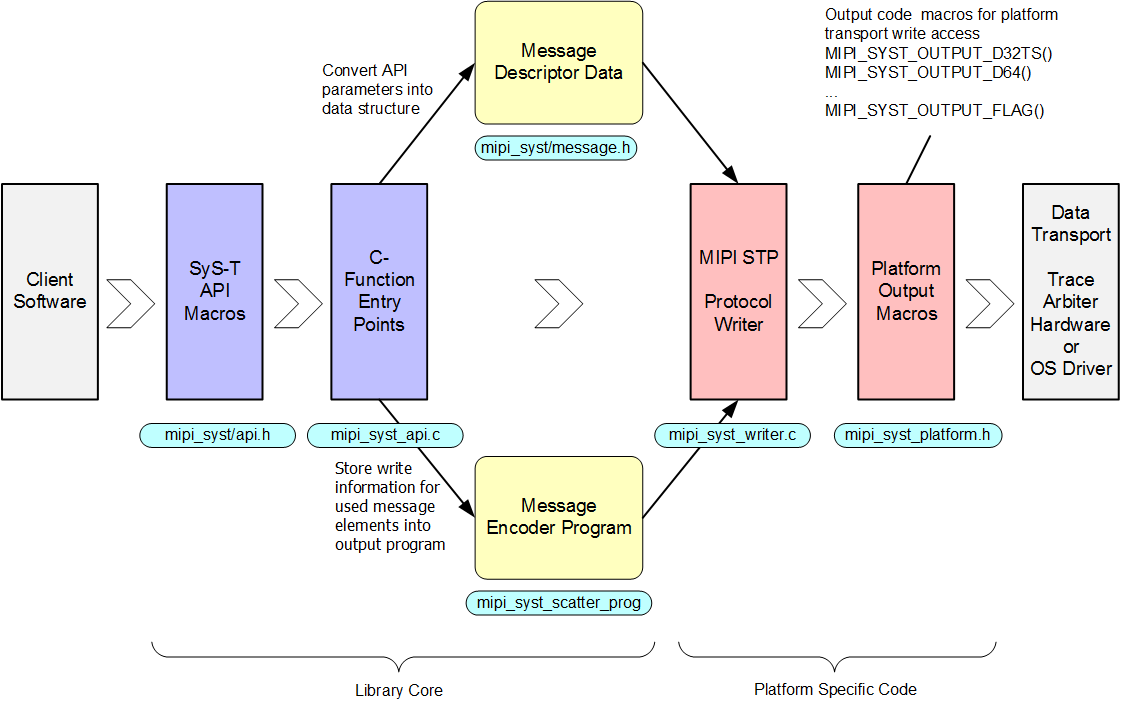 Output code  macros for platform
transport write access
MIPI_SYST_OUTPUT_D32TS()
MIPI_SYST_OUTPUT_D64()
...
MIPI_SYST_OUTPUT_FLAG()
Message
Descriptor Data
Convert API
parameters into
data structure
mipi_syst/message.h
Client
Software
SyS-T
API
Macros
C-
Function
Entry
Points
MIPI STP
Protocol
Writer
Platform
Output
Macros
Data
Transport
Trace
Arbiter
Hardware
or
OS Driver
mipi_syst/api.h
mipi_syst_api.c
mipi_syst_writer.c
mipi_syst_platform.h
Store write
information for
used message
elements into
output program
Message
Encoder Program
mipi_syst_scatter_prog
Library Core
Platform Specific Code